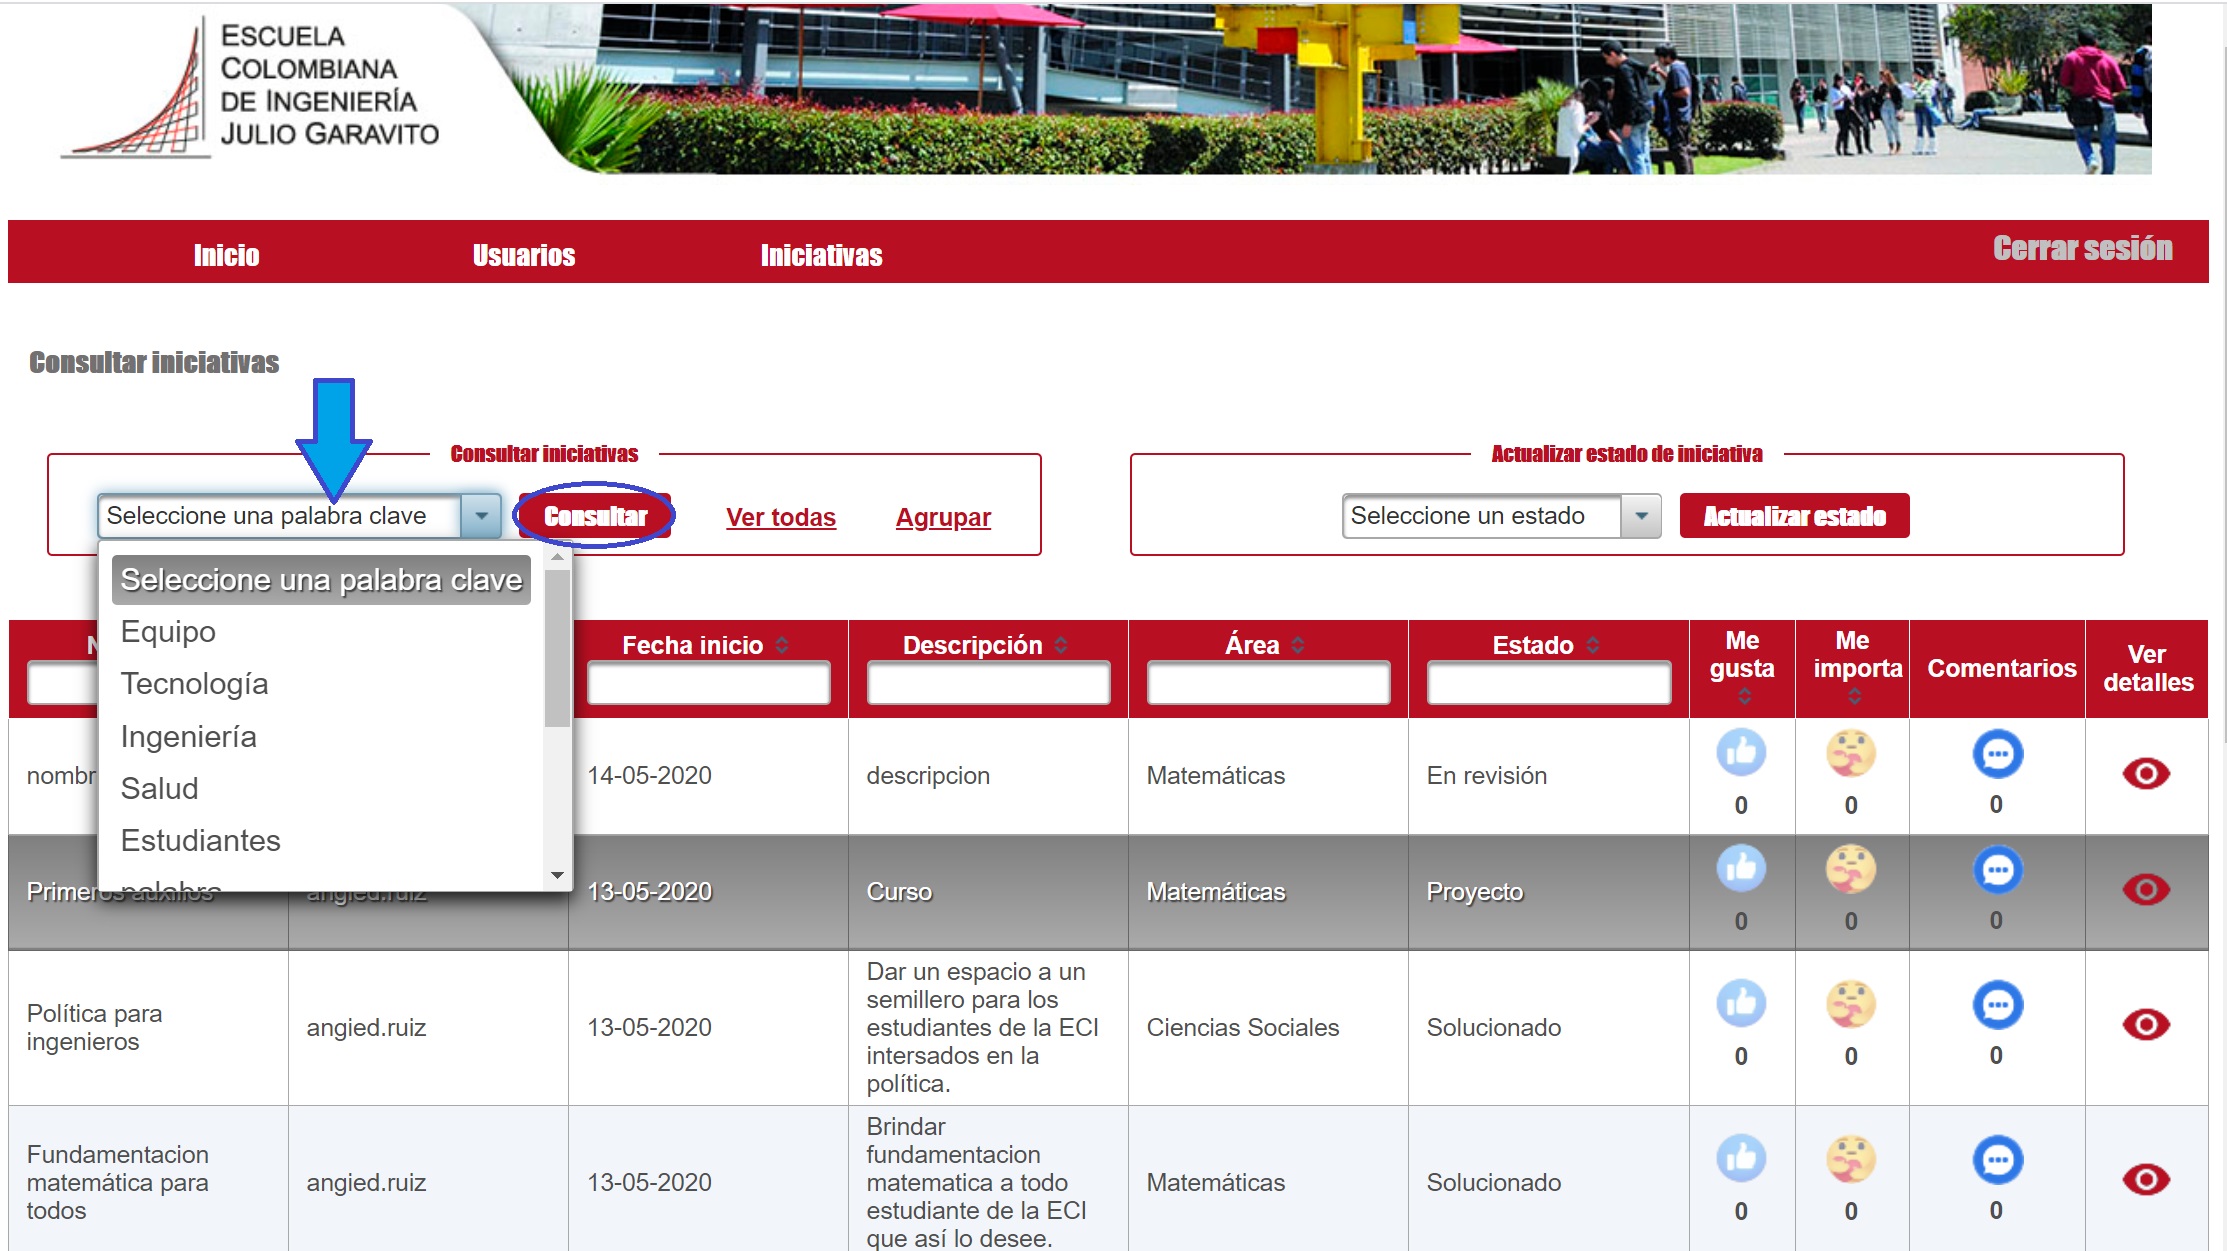 ESCUELA
COLOMBIANA
DE INGENIERÍA
JULIO GARAVITO
Inicio
Usuarios
Iniciativas
Cerrar sesión
Consultar iniciativas
Consultar iniciativas
Seleccione una palabra clave
Consultar
Ver todas
Agrupar
Actualizar estado de iniciativa
Seleccione un estado
Actualizar estado
Seleccione una palabra clave
Equipo
Tecnología
Ingeniería
Salud
Estudiantes
palabra
Fecha inicio
Descripción
Área
Estado
Me
gusta
Me
importa
Comentarios
Ver
detalles
nombr
14-05-2020
descripcion
Matemáticas
En revisión
0
0
0
Primeros auxilios
angied.ruiz
13-05-2020
Curso
Matemáticas
Proyecto
0
0
0
Política para
ingenieros
angied.ruiz
13-05-2020
Dar un espacio a un
semillero para los
estudiantes de la ECI
intersados en la
política.
Ciencias Sociales
Solucionado
0
0
0
Fundamentacion
matemática para
todos
angied.ruiz
13-05-2020
Brindar
fundamentacion
matematica a todo
estudiante de la ECI
que así lo desee.
Matemáticas
Solucionado
0
0
0